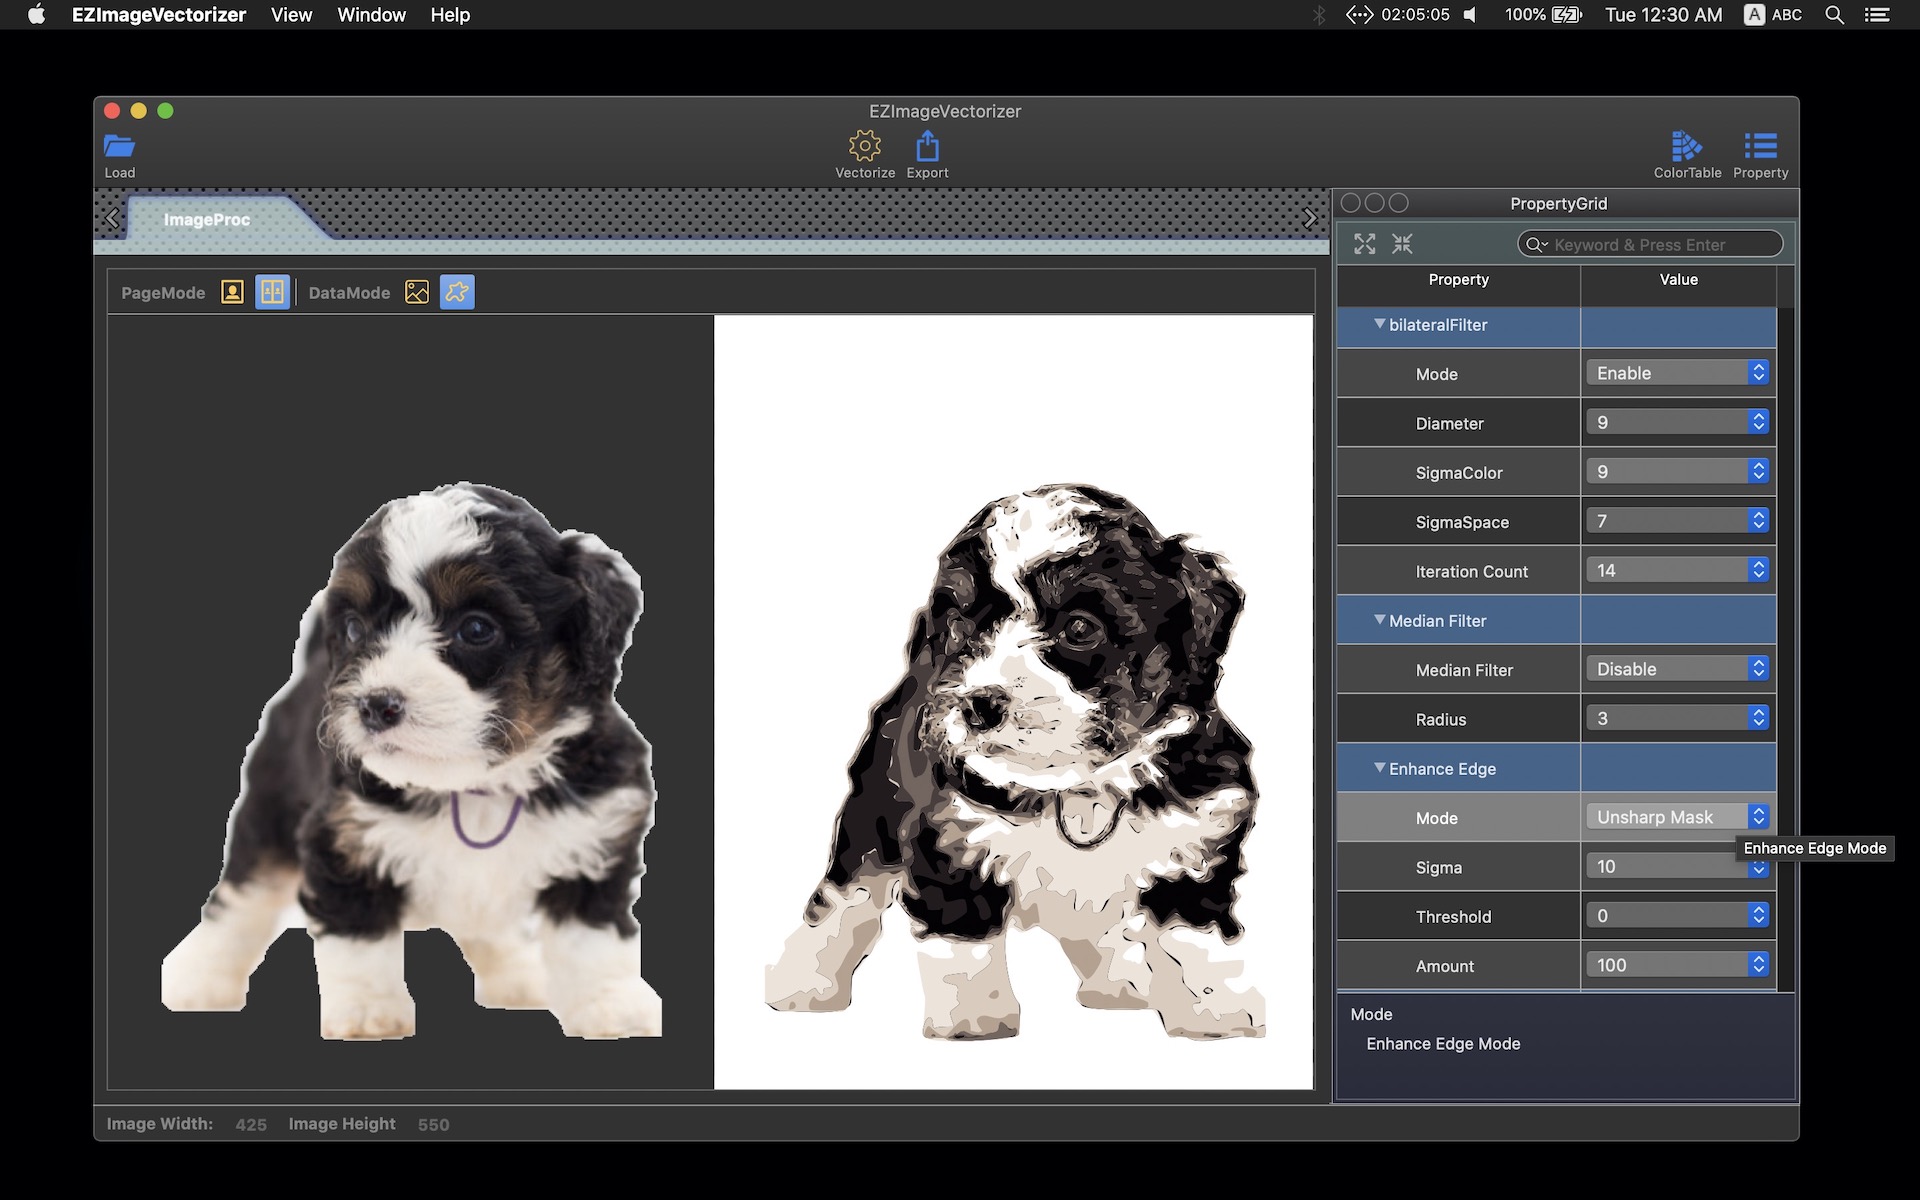 EZImageVectorizer View Window Help 02:05:05 100% Tue 12:30 AM A ABC
EZImageVectorizer
Load Vectorize Export ColorTable Property
ImageProc
PageMode DataMode
PropertyGrid
Keyword & Press Enter
Property Value
bilateralFilter
Mode Enable
Diameter 9
SigmaColor 9
SigmaSpace 7
Iteration Count 14
Median Filter
Median Filter Disable
Radius 3
Enhance Edge
Mode Unsharp Mask
Enhance Edge Mode
Sigma 10
Threshold 0
Amount 100
Mode
Enhance Edge Mode
Image Width: 425 Image Height 550